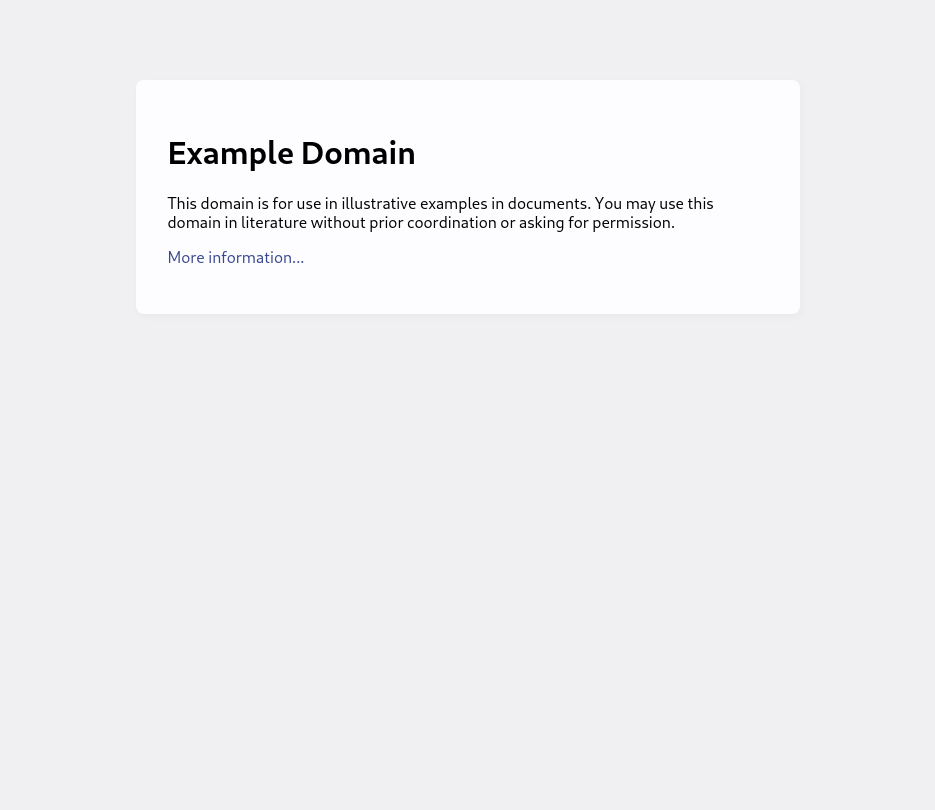 Example Domain
This domain is for use in illustrative examples in documents. You may use this
domain in literature without prior coordination or asking for permission.
More information...